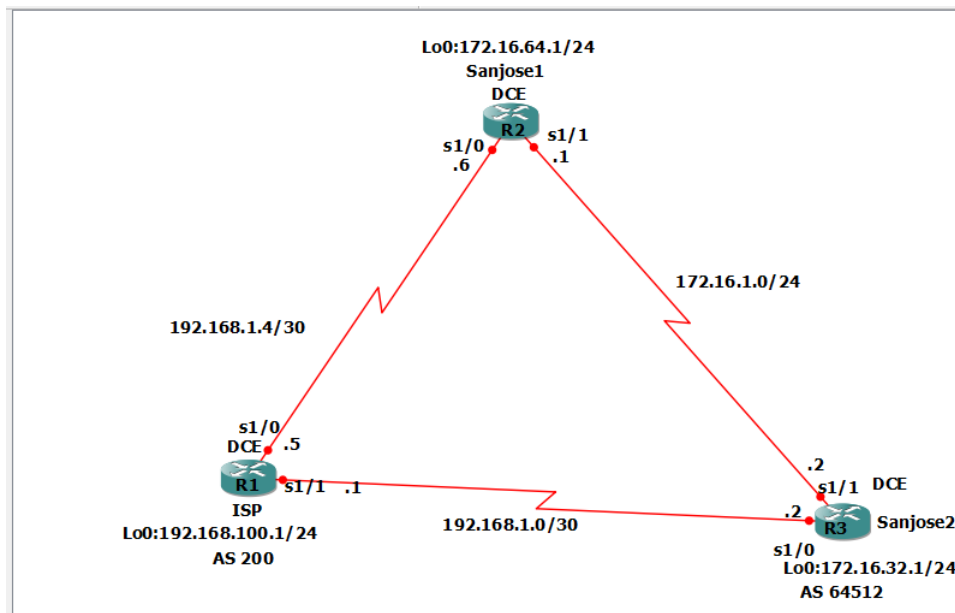 Lo0:172.16.64.1/24
Sanjose1
DCE
R2
s1/0
s1/1
.6
.1
172.16.1.0/24
192.168.1.4/30
s1/0
DCE
.5
.2
s1/1
DCE
R1
s1/1
.1
ISP
.2
R3
Sanjose2
192.168.1.0/30
Lo0:192.168.100.1/24
s1/0
AS 200
Lo0:172.16.32.1/24
AS 64512